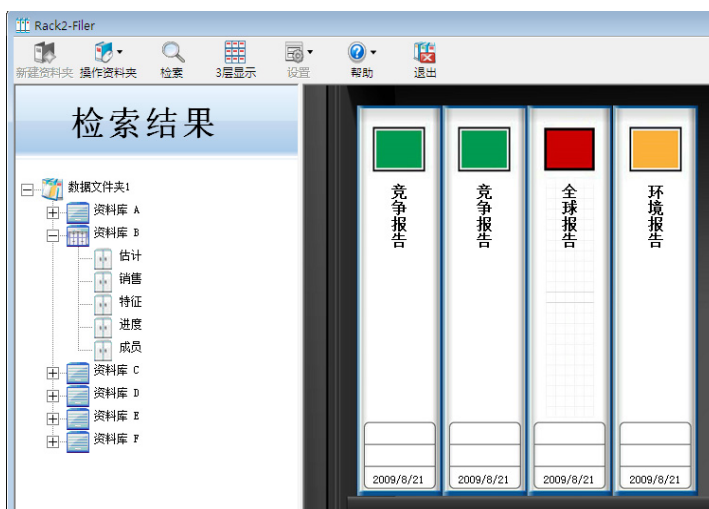 Rack2-Filer
新建资料夹 操作资料夹 检索 3层显示 设置 帮助 退出
检索结果
数据文件夹1
资料库 A
资料库 B
估计
销售
特征
进度
成员
资料库 C
资料库 D
资料库 E
资料库 F
竞争报告
竞争报告
全球报告
环境报告
2009/8/21 2009/8/21 2009/8/21 2009/8/21